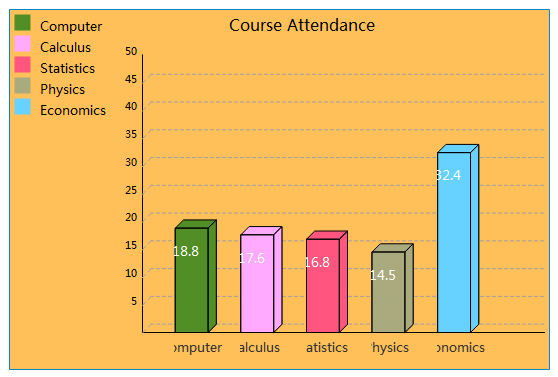 Course Attendance
Computer
Calculus
Statistics
Physics
Economics
50
45
40
35
30
25
20
15
10
5
18.8
17.6
16.8
14.5
32.4
omputer alculus tatistics hysics onomics